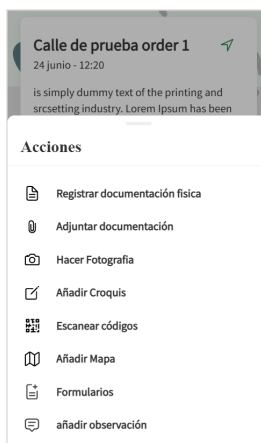 Calle de prueba order 1
24 junio - 12:20
is simply dummy text of the printing and
srcsetting industry. Lorem Ipsum has been
Acciones
Registrar documentación fisica
Adjuntar documentación
Hacer Fotografia
Añadir Croquis
Escanear códigos
Añadir Mapa
Formularios
añadir observación